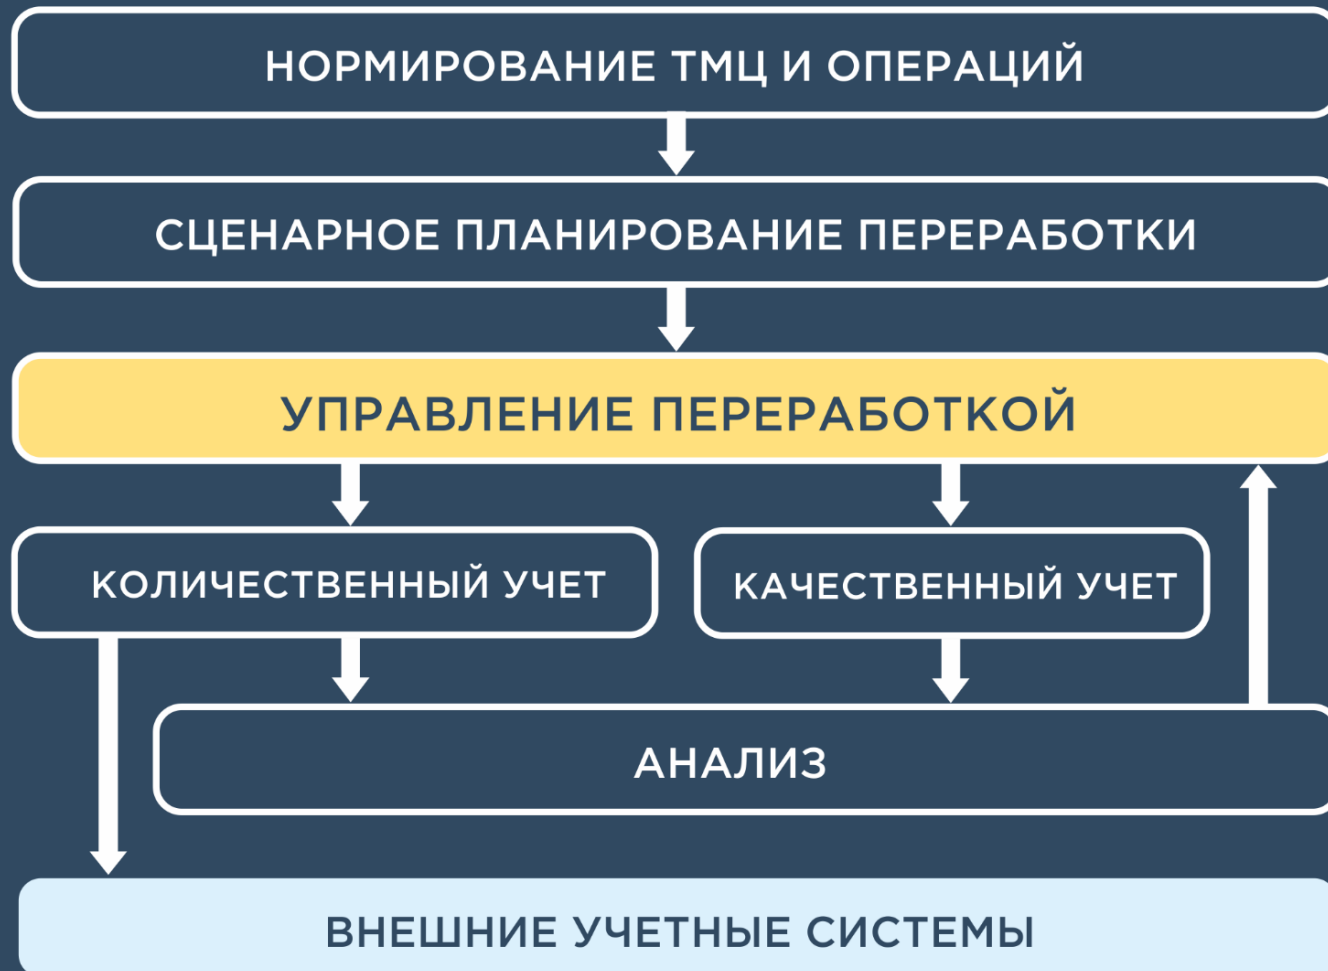 НОРМИРОВАНИЕ ТМЦ И ОПЕРАЦИЙ
СЦЕНАРНОЕ ПЛАНИРОВАНИЕ ПЕРЕРАБОТКИ
УПРАВЛЕНИЕ ПЕРЕРАБОТКОЙ
КОЛИЧЕСТВЕННЫЙ УЧЕТ
КАЧЕСТВЕННЫЙ УЧЕТ
АНАЛИЗ
ВНЕШНИЕ УЧЕТНЫЕ СИСТЕМЫ